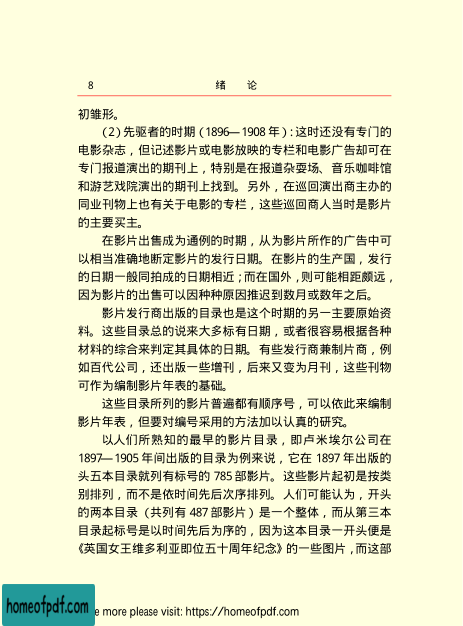 8 绪 论
初雏形。
(2)先驱者的时期(1896—1908年):这时还没有专门的
电影杂志,但记述影片或电影放映的专栏和电影广告却可在
专门报道演出的期刊上,特别是在报道杂耍场、音乐咖啡馆
和游艺戏院演出的期刊上找到。另外,在巡回演出商主办的
同业刊物上也有关于电影的专栏,这些巡回商人当时是影片
的主要买主。
在影片出售成为通例的时期,从为影片所作的广告中可
以相当准确地断定影片的发行日期。在影片的生产国,发行
的日期一般同拍成的日期相近;而在国外,则可能相距颇远,
因为影片的出售可以因种种原因推迟到数月或数年之后。
影片发行商出版的目录也是这个时期的另一主要原始资
料。这些目录总的说来大多标有日期,或者很容易根据各种
材料的综合来判定其具体的日期。有些发行商兼制片商,例
如百代公司,还出版一些增刊,后来又变为月刊,这些刊物
可作为编制影片年表的基础。
这些目录所列的影片普遍都有顺序号,可以依此来编制
影片年表,但要对编号采用的方法加以认真的研究。
以人们所熟知的最早的影片目录,即卢米埃尔公司在
1897—1905年间出版的目录为例来说,它在1897年出版的
头五本目录就列有标号的785部影片。这些影片起初是按类
别排列,而不是依时间先后次序排列。人们可能认为,开头
的两本目录(共列有487部影片)是一个整体,而从第三本
目录起标号是以时间先后为序的,因为这本目录一开头便是
《英国女王维多利亚即位五十周年纪念》的一些图片,而这部
homeofpdf.com
e more please visit: https://homeofpdf.com